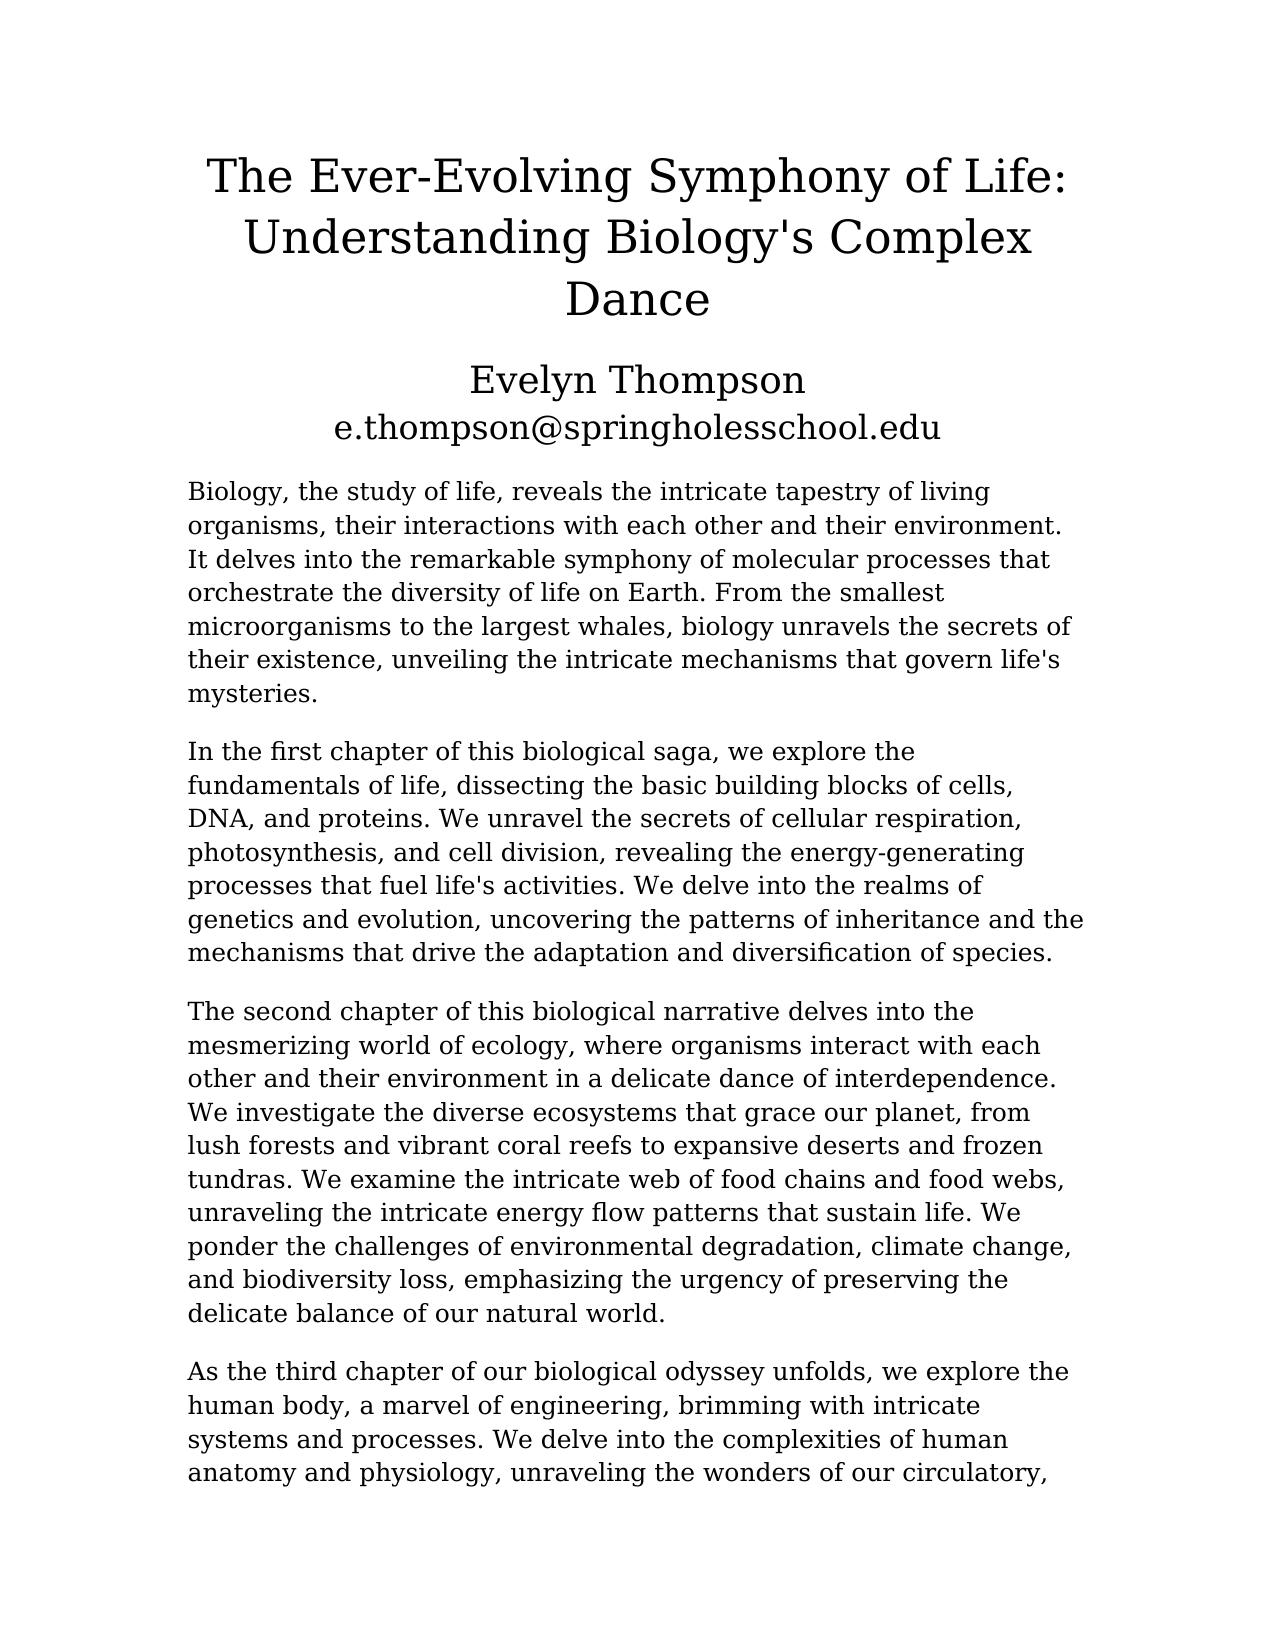 The Ever-Evolving Symphony of Life:
Understanding Biology's Complex
Dance
Evelyn Thompson
e.thompson@springholesschool.edu
Biology, the study of life, reveals the intricate tapestry of living
organisms, their interactions with each other and their environment.
It delves into the remarkable symphony of molecular processes that
orchestrate the diversity of life on Earth. From the smallest
microorganisms to the largest whales, biology unravels the secrets of
their existence, unveiling the intricate mechanisms that govern life's
mysteries.
In the first chapter of this biological saga, we explore the
fundamentals of life, dissecting the basic building blocks of cells,
DNA, and proteins. We unravel the secrets of cellular respiration,
photosynthesis, and cell division, revealing the energy-generating
processes that fuel life's activities. We delve into the realms of
genetics and evolution, uncovering the patterns of inheritance and the
mechanisms that drive the adaptation and diversification of species.
The second chapter of this biological narrative delves into the
mesmerizing world of ecology, where organisms interact with each
other and their environment in a delicate dance of interdependence.
We investigate the diverse ecosystems that grace our planet, from
lush forests and vibrant coral reefs to expansive deserts and frozen
tundras. We examine the intricate web of food chains and food webs,
unraveling the intricate energy flow patterns that sustain life. We
ponder the challenges of environmental degradation, climate change,
and biodiversity loss, emphasizing the urgency of preserving the
delicate balance of our natural world.
As the third chapter of our biological odyssey unfolds, we explore the
human body, a marvel of engineering, brimming with intricate
systems and processes. We delve into the complexities of human
anatomy and physiology, unraveling the wonders of our circulatory,